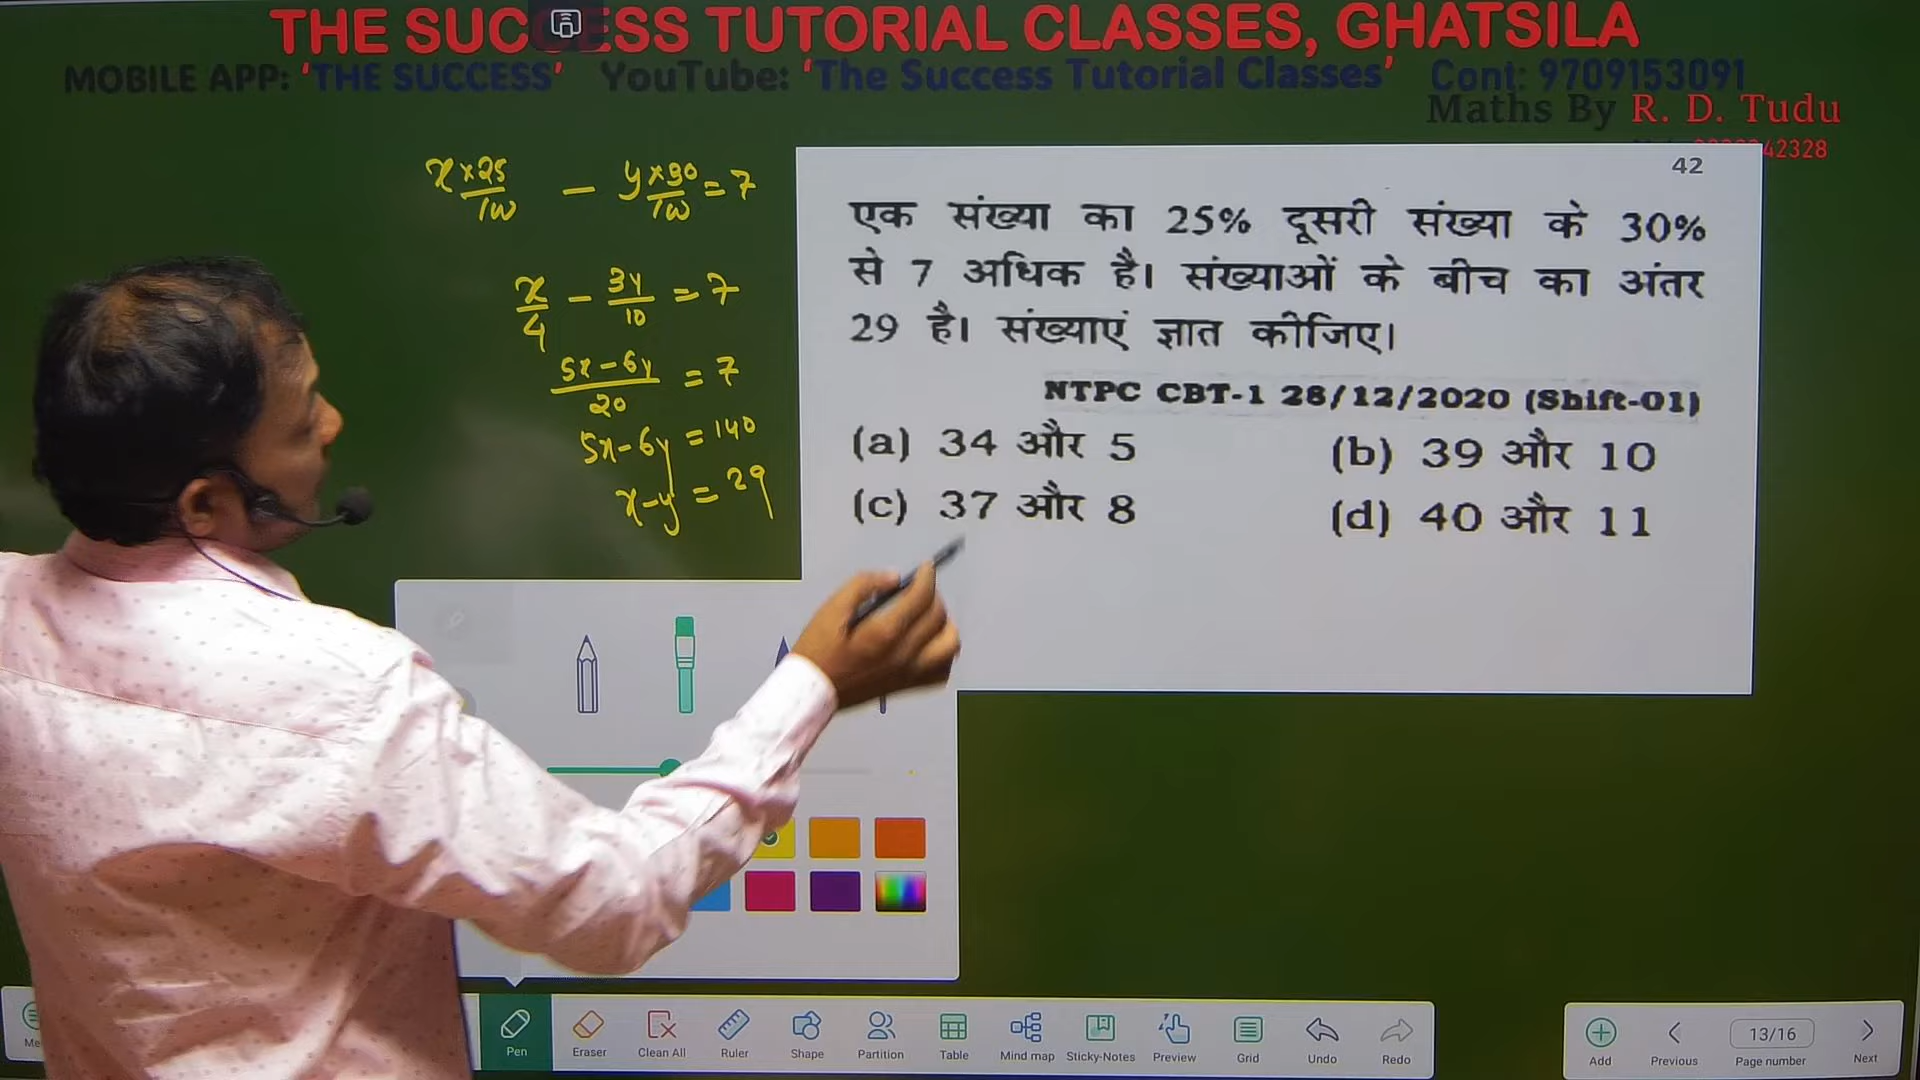 THE SUCCESS TUTORIAL CLASSES, GHATSILA
MOBILE APP: 'THE SUCCESS' YouTube: 'The Success Tutorial Classes' Cont: 9709153091
Maths By R. D. Tudu
42328
x×25/100 - y×30/100 = 7
x/4 - 3y/10 = 7
5x-6y/20 = 7
5x-6y = 140
x-y = 29
42
एक संख्या का 25% दूसरी संख्या के 30%
से 7 अधिक है। संख्याओं के बीच का अंतर
29 है। संख्याएं ज्ञात कीजिए।
NTPC CBT-1 28/12/2020 (Shift-01)
(a) 34 और 5 (b) 39 और 10
(c) 37 और 8 (d) 40 और 11
Pen Eraser Clean All Ruler Shape Partition Table Mind map Sticky-Notes Preview Grid Undo Redo
Add Previous 13/16 Page number Next